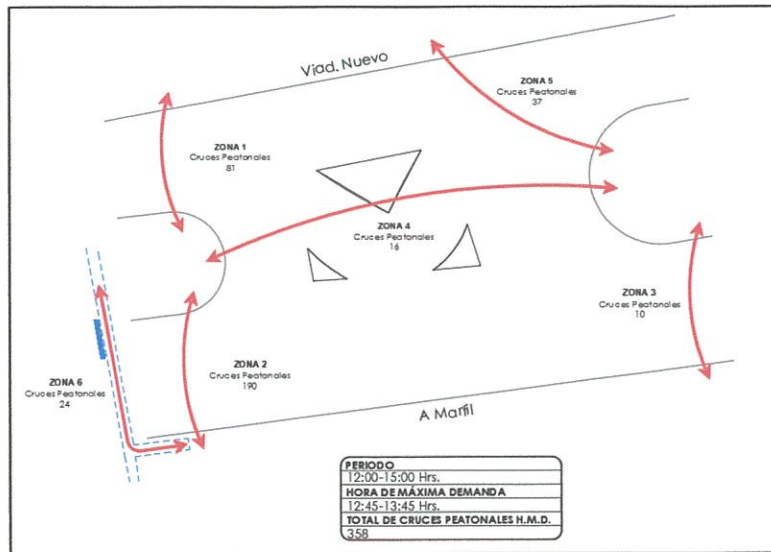 Viad. Nuevo
ZONA 5
Cruces Peatonales
37
ZONA 1
Cruces Peatonales
81
ZONA 4
Cruces Peatonales
16
ZONA 3
Cruces Peatonales
10
ZONA 2
Cruces Peatonales
190
ZONA 6
Cruces Peatonales
24
A Marfil
PERIODO
12:00-15:00 Hrs.
HORA DE MÁXIMA DEMANDA
12:45-13:45 Hrs.
TOTAL DE CRUCES PEATONALES H.M.D.
358